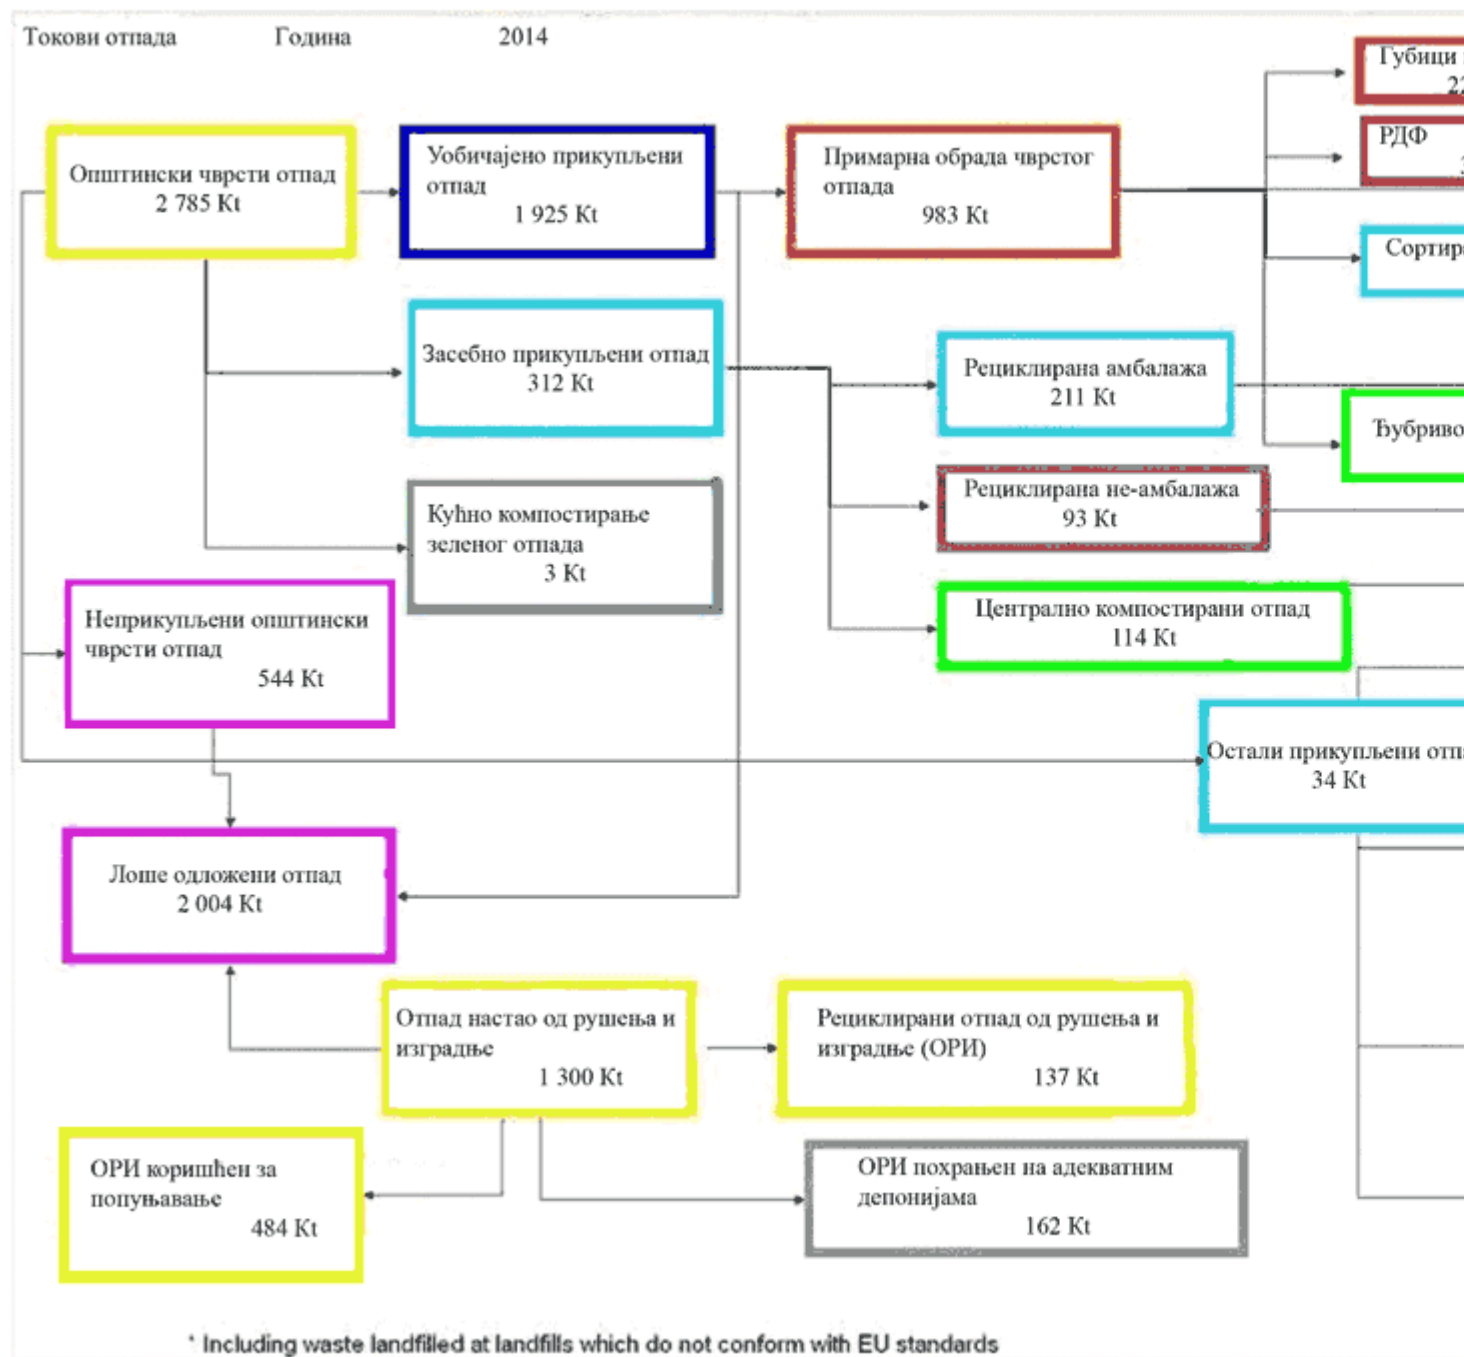 Токови отпада Година 2014
Општински чврсти отпад
2 785 Kt
Уобичајено прикупљени
отпад
1 925 Kt
Примарна обрада чврстог
отпада
983 Kt
Губици
22
РДФ
Сортир
Засебно прикупљени отпад
312 Kt
Рециклирана амбалажа
211 Kt
Ђубриво
Рециклирана не-амбалажа
93 Kt
Кућно компостирање
зеленог отпада
3 Kt
Централно компостирани отпад
114 Kt
Неприкупљени општински
чврсти отпад
544 Kt
Остали прикупљени отп
34 Kt
Лоше одложени отпад
2 004 Kt
Отпад настао од рушења и
изградње
1 300 Kt
Рециклирани отпад од рушења и
изградње (ОРИ)
137 Kt
ОРИ коришћен за
попуњавање
484 Kt
ОРИ похрањен на адекватним
депонијама
162 Kt
* Including waste landfilled at landfills which do not conform with EU standards